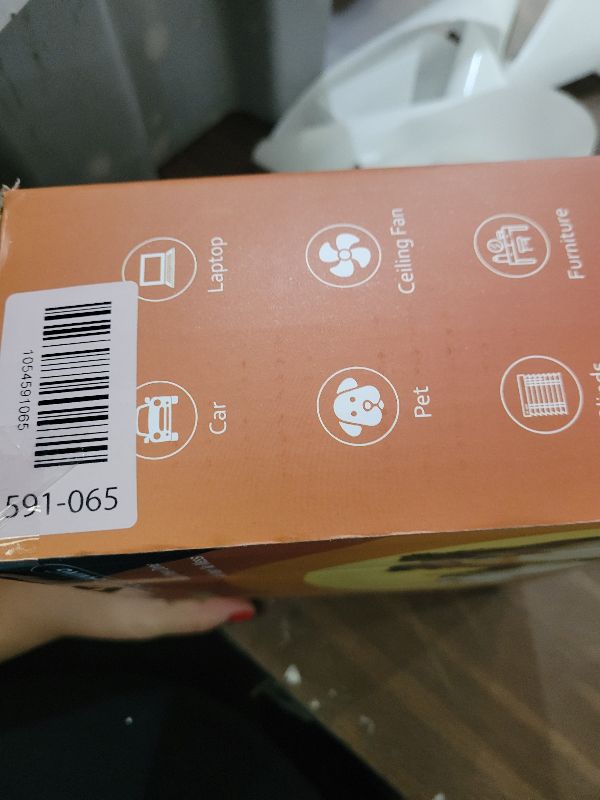 Laptop
Ceiling Fan
Furniture
Car
Pet
1054591065
591-065